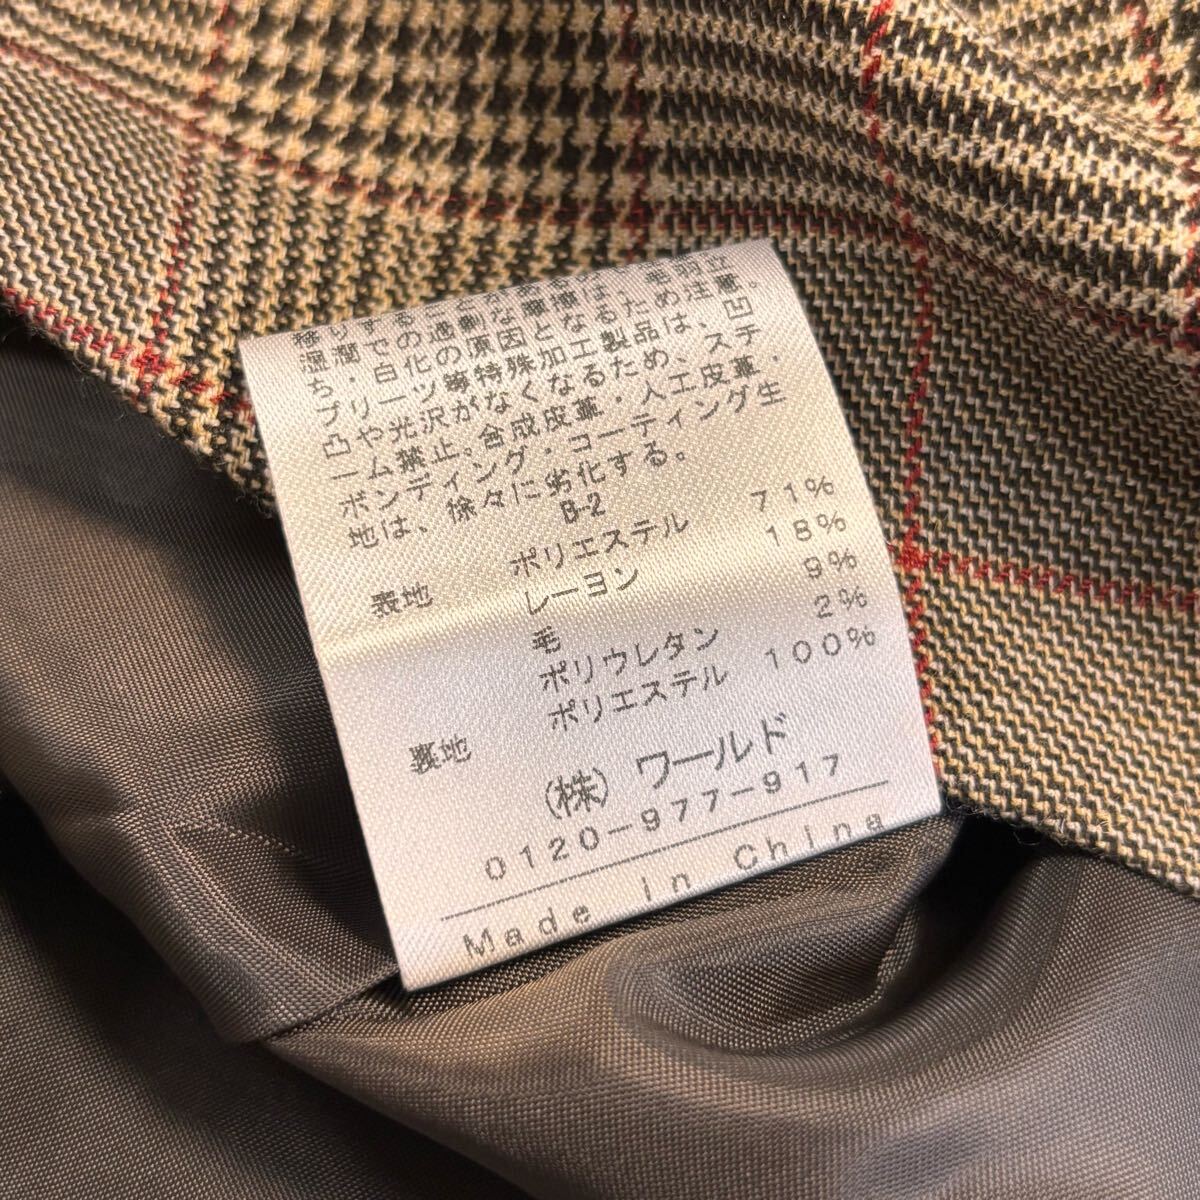 湿潤での過剰な摩擦は、毛羽立
ち・白化の原因となるため注意。
プリーツ等特殊加工製品は、凹
凸や光沢がなくなるため、スチ
ーム禁止。合成皮革・人工皮革・
ボンディング・コーティング生
地は、徐々に劣化する。
B-2
表地 ポリエステル 71%
レーヨン 18%
毛 9%
ポリウレタン 2%
裏地 ポリエステル 100%
(株)ワールド
0120-977-917
Made in China